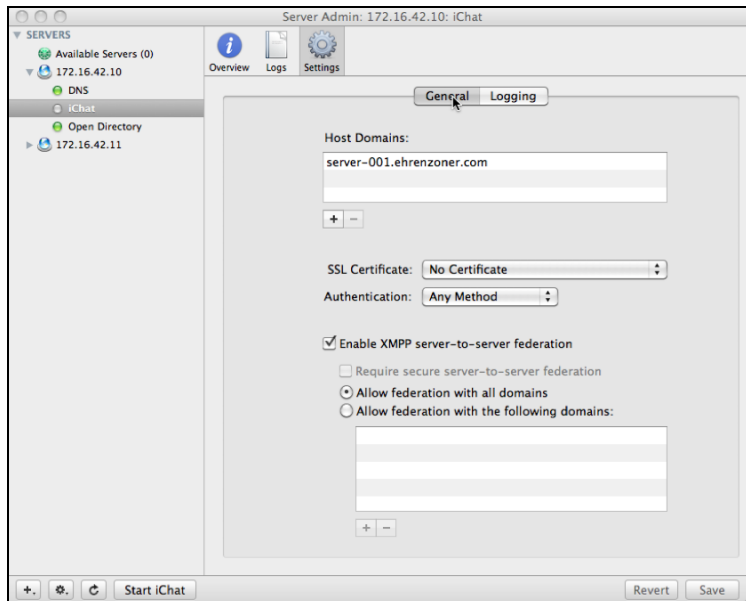 Server Admin: 172.16.42.10: iChat
SERVERS
Available Servers (0)
172.16.42.10
DNS
iChat
Open Directory
172.16.42.11
Overview Logs Settings
General Logging
Host Domains:
server-001.ehrenzoner.com
+ −
SSL Certificate: No Certificate
Authentication: Any Method
Enable XMPP server-to-server federation
Require secure server-to-server federation
Allow federation with all domains
Allow federation with the following domains:
+ −
+. Start iChat Revert Save